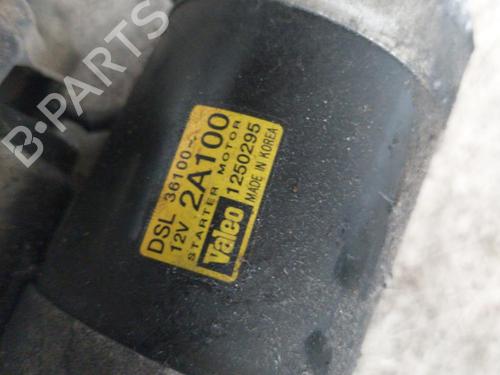 B-PARTS
DSL 36100-
12V 2A100
STARTER MOTOR
Valeo 1250295
MADE IN KOREA